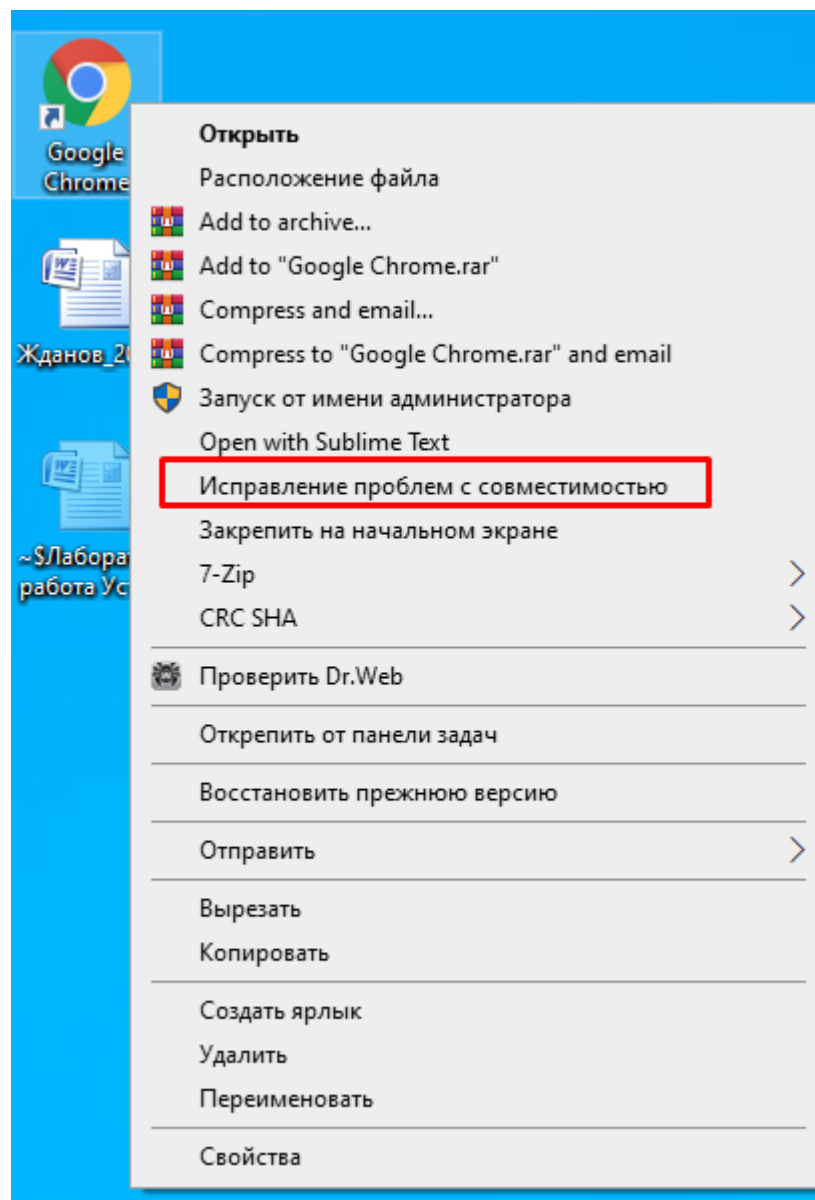 Google
Chrome
Открыть
Расположение файла
Add to archive...
Add to "Google Chrome.rar"
Compress and email...
Compress to "Google Chrome.rar" and email
Запуск от имени администратора
Open with Sublime Text
Исправление проблем с совместимостью
Закрепить на начальном экране
7-Zip
CRC SHA
Проверить Dr.Web
Открепить от панели задач
Восстановить прежнюю версию
Отправить
Вырезать
Копировать
Создать ярлык
Удалить
Переименовать
Свойства
Жданов_2
~$Лабора
работа Ус